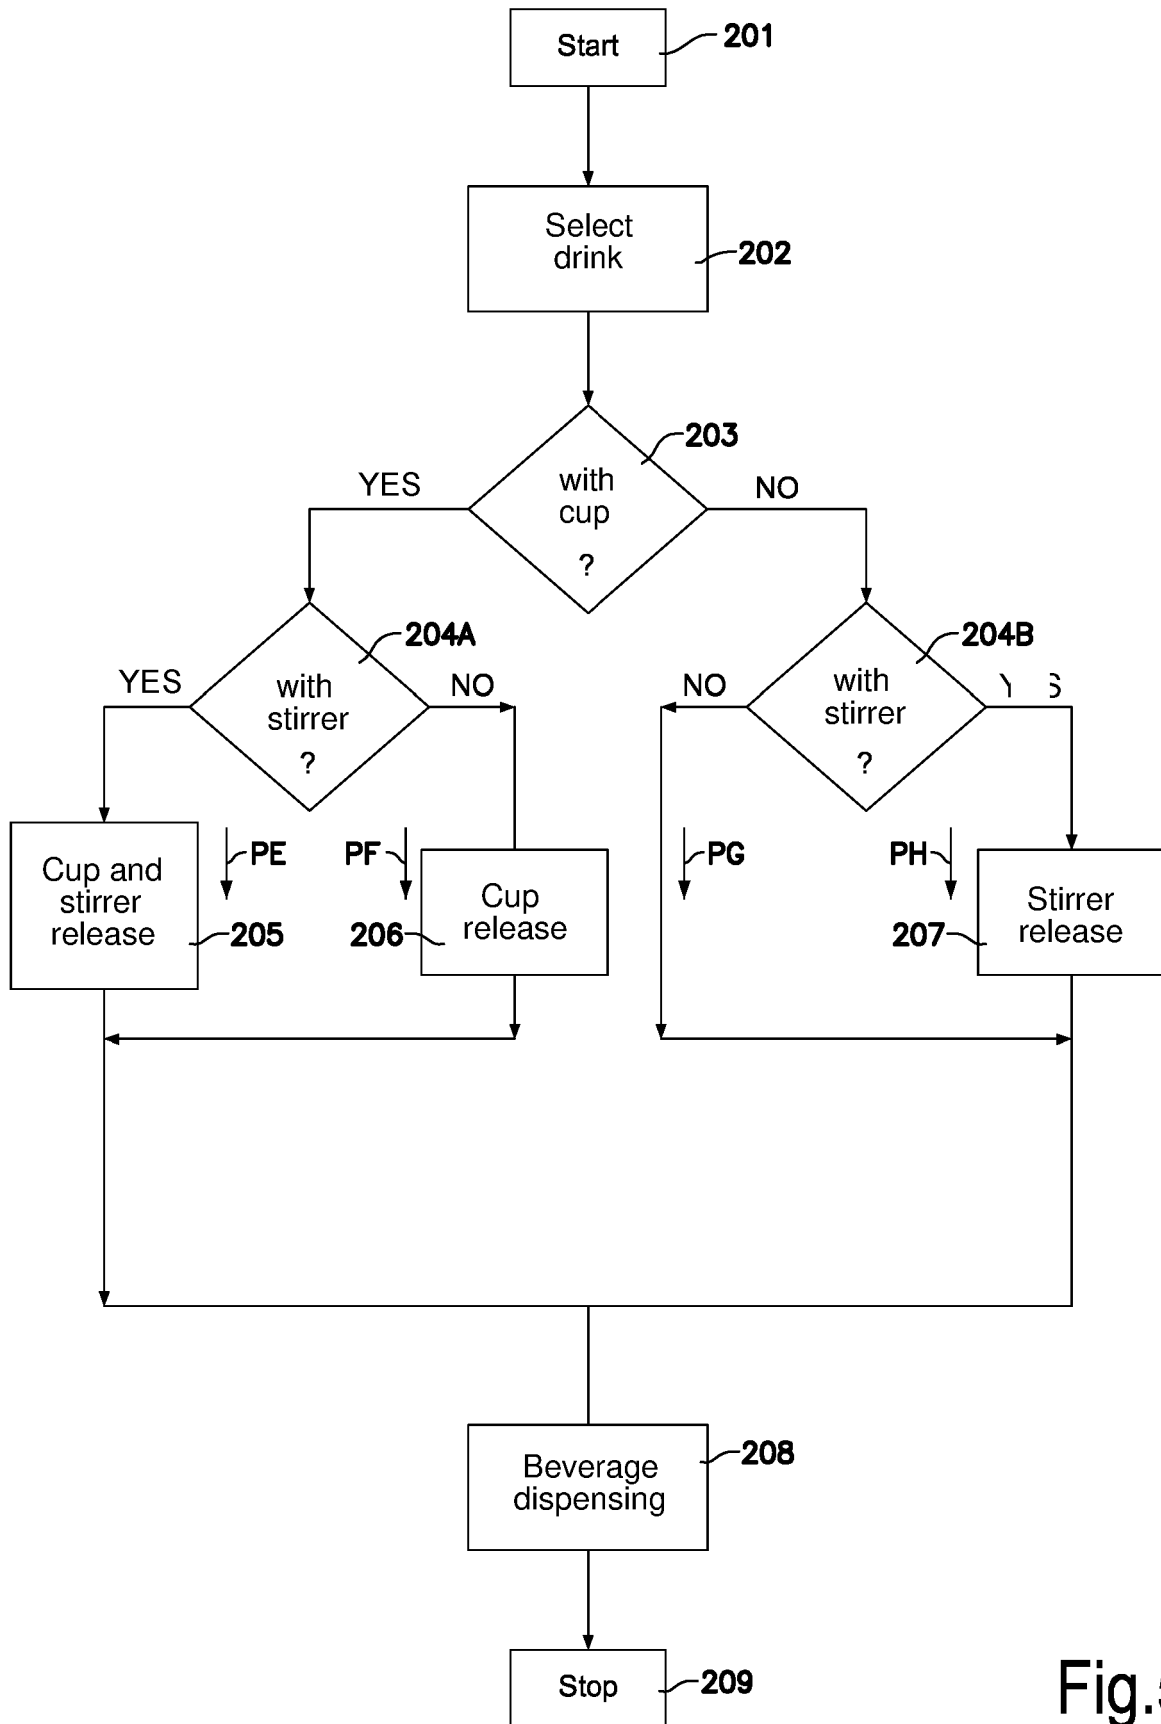 Start
201
Select
drink
202
203
with
cup
?
YES
NO
204A
with
stirrer
?
YES
NO
204B
with
stirrer
?
NO
Y S
Cup and
stirrer
release
205
PE
PF
Cup
release
206
PG
PH
Stirrer
release
207
Beverage
dispensing
208
Stop
209
Fig.